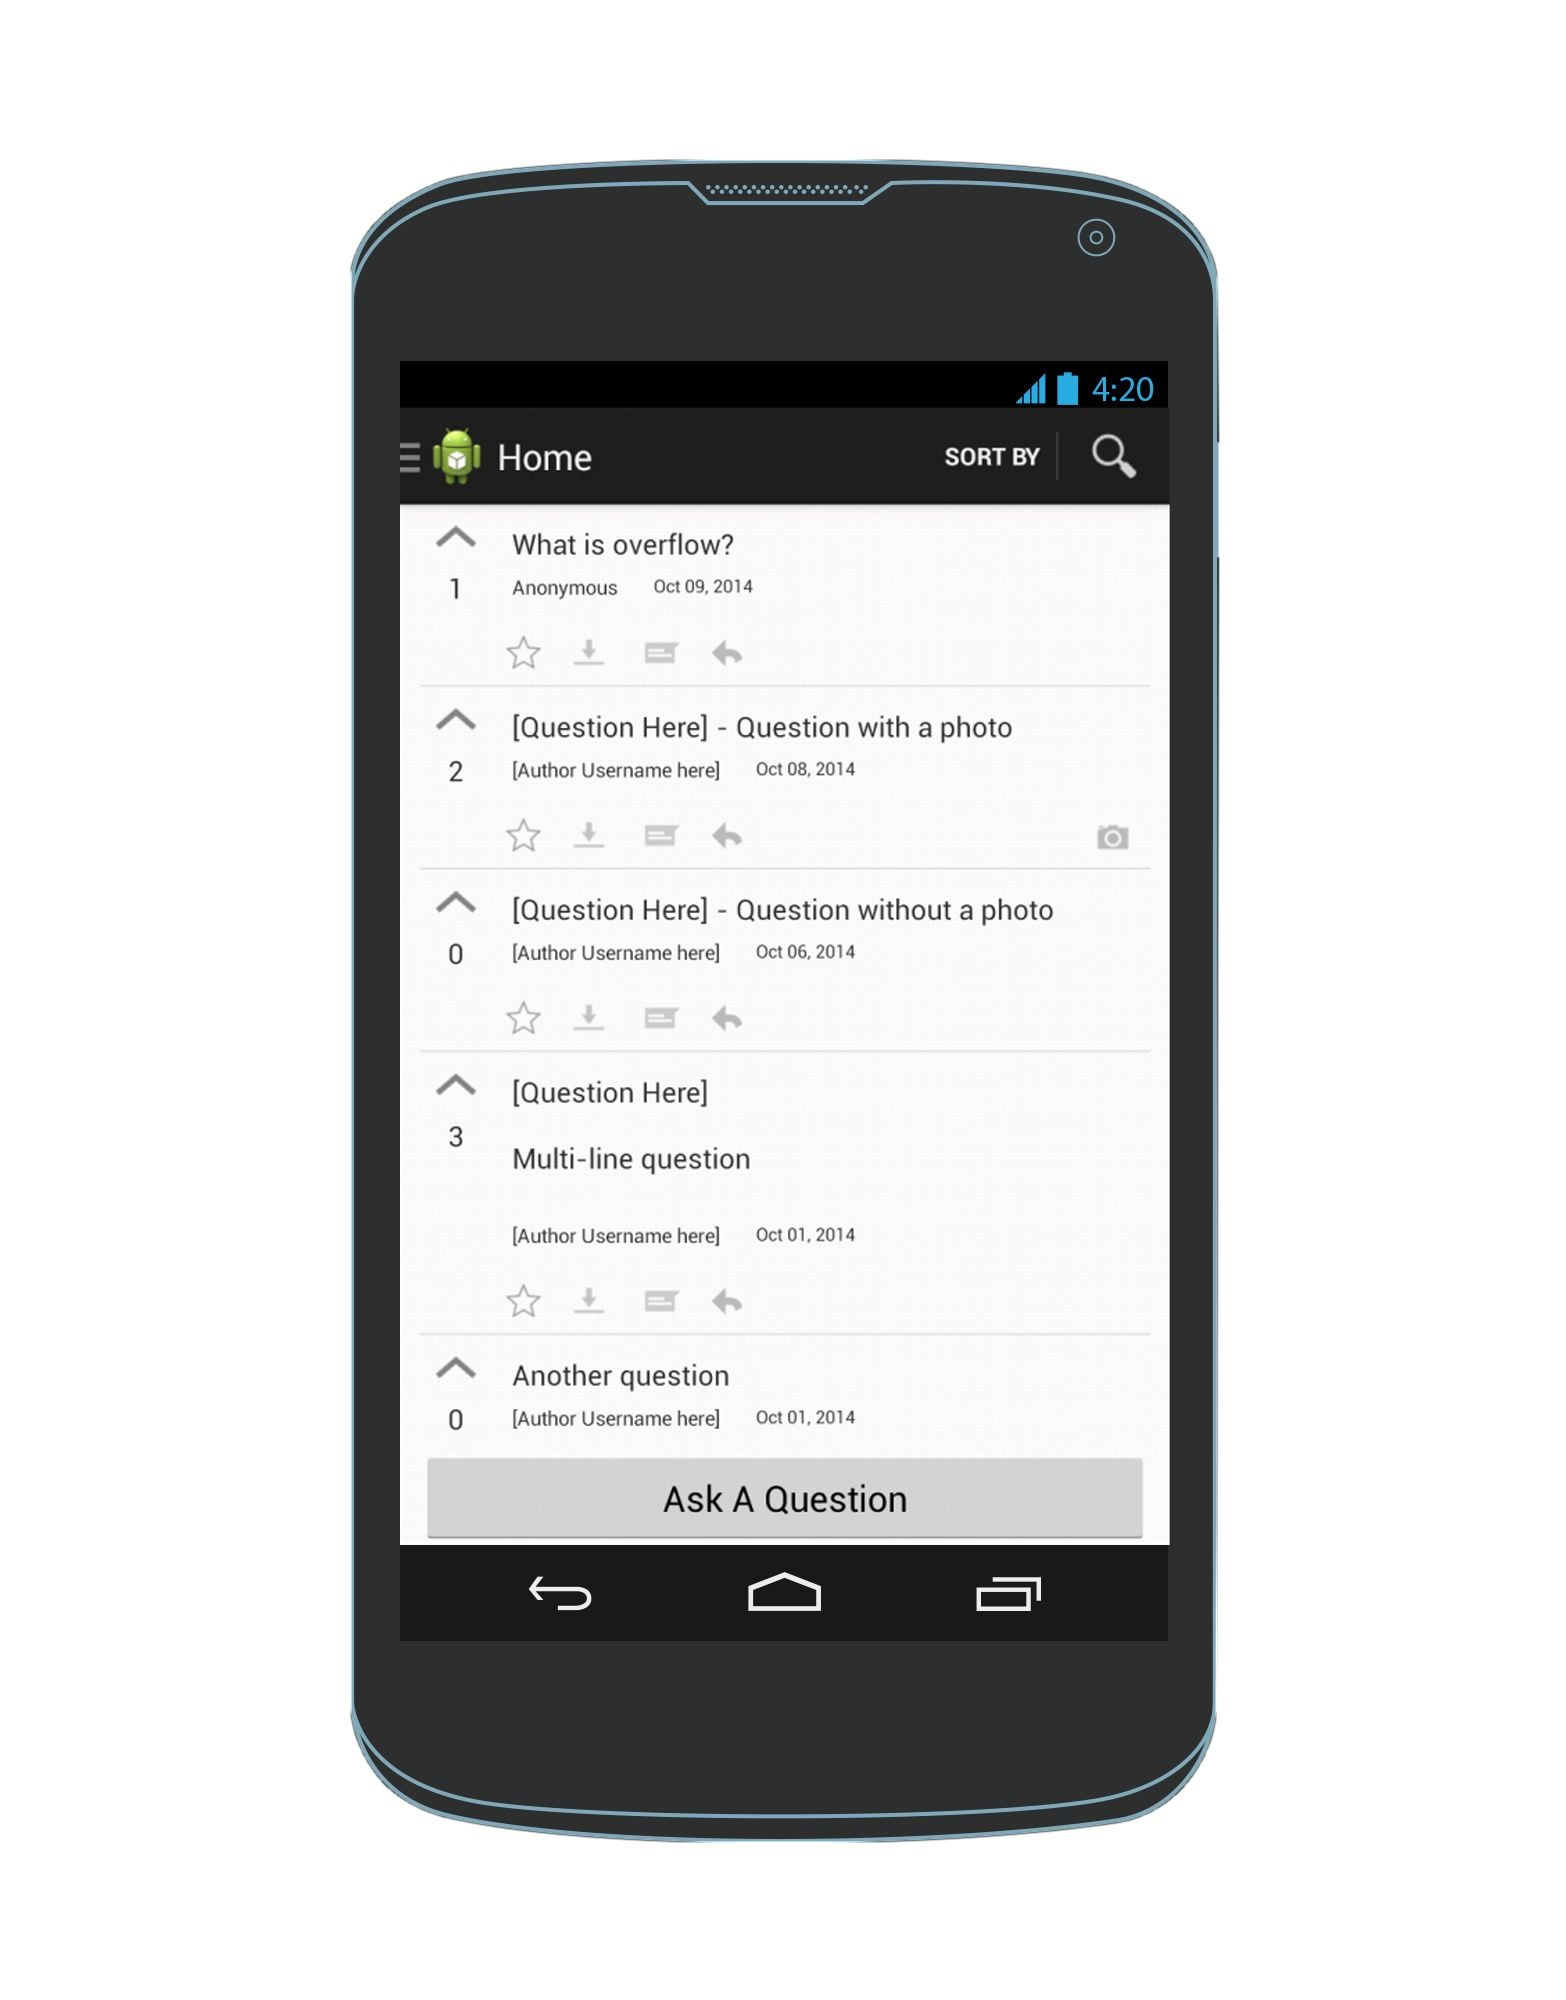 4:20
Home SORT BY
What is overflow?
1 Anonymous Oct 09, 2014
[Question Here] - Question with a photo
2 [Author Username here] Oct 08, 2014
[Question Here] - Question without a photo
0 [Author Username here] Oct 06, 2014
[Question Here]
3
Multi-line question
[Author Username here] Oct 01, 2014
Another question
0 [Author Username here] Oct 01, 2014
Ask A Question